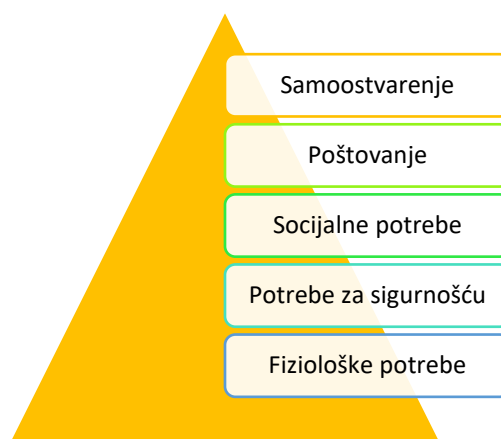 Samoostvarenje
Poštovanje
Socijalne potrebe
Potrebe za sigurnošću
Fiziološke potrebe